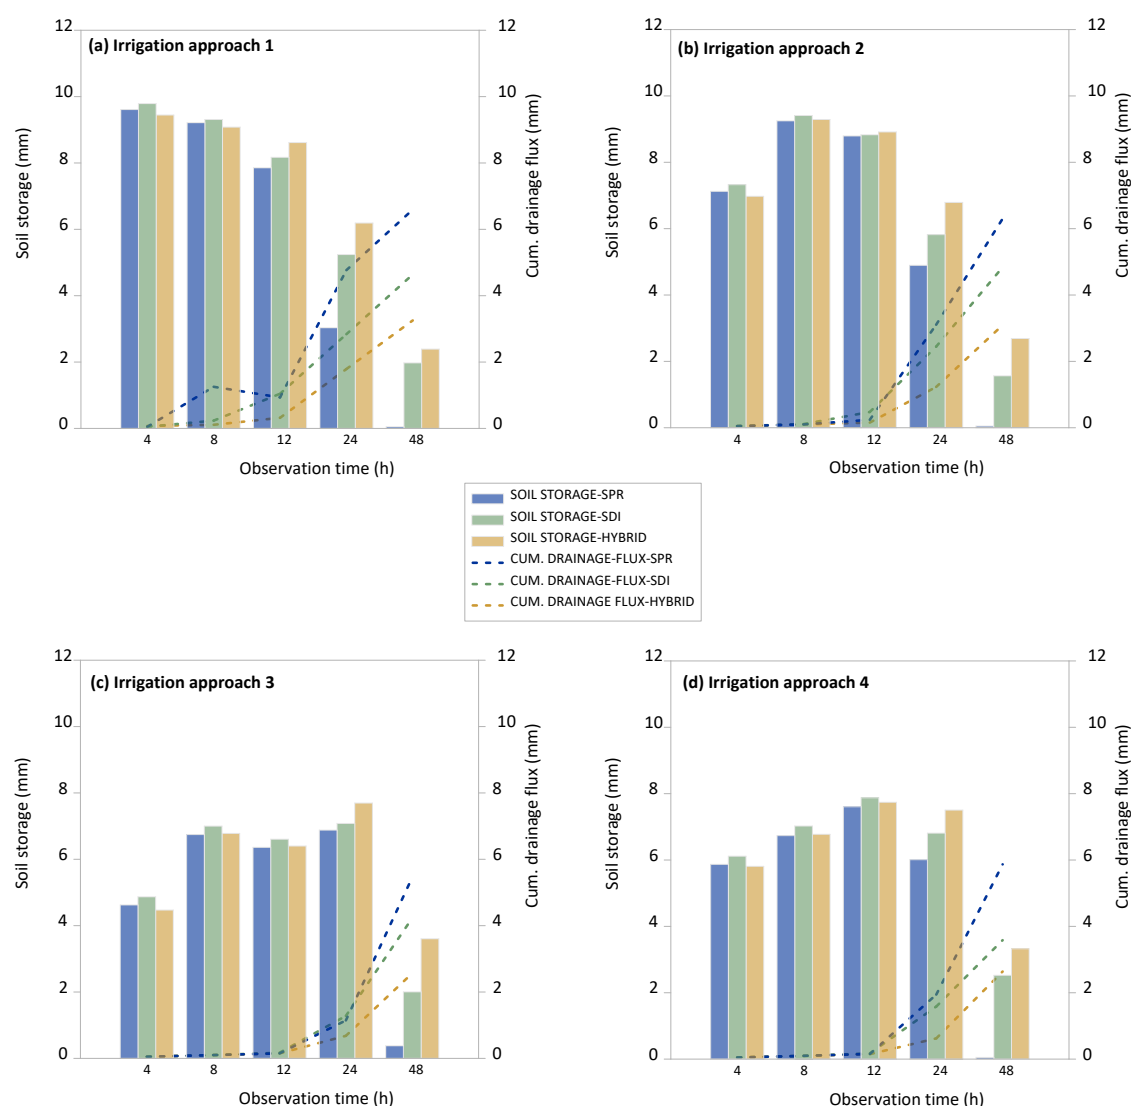 (a) Irrigation approach 1
12
10
8
6
4
2
0
Soil storage (mm)
12
10
8
6
4
2
0
Cum. drainage flux (mm)
4 8 12 24 48
Observation time (h)
(b) Irrigation approach 2
12
10
8
6
4
2
0
Soil storage (mm)
12
10
8
6
4
2
0
Cum. drainage flux (mm)
4 8 12 24 48
Observation time (h)
SOIL STORAGE-SPR
SOIL STORAGE-SDI
SOIL STORAGE-HYBRID
CUM. DRAINAGE-FLUX-SPR
CUM. DRAINAGE-FLUX-SDI
CUM. DRAINAGE FLUX-HYBRID
(c) Irrigation approach 3
12
10
8
6
4
2
0
Soil storage (mm)
12
10
8
6
4
2
0
Cum. drainage flux (mm)
4 8 12 24 48
Observation time (h)
(d) Irrigation approach 4
12
10
8
6
4
2
0
Soil storage (mm)
12
10
8
6
4
2
0
Cum. drainage flux (mm)
4 8 12 24 48
Observation time (h)